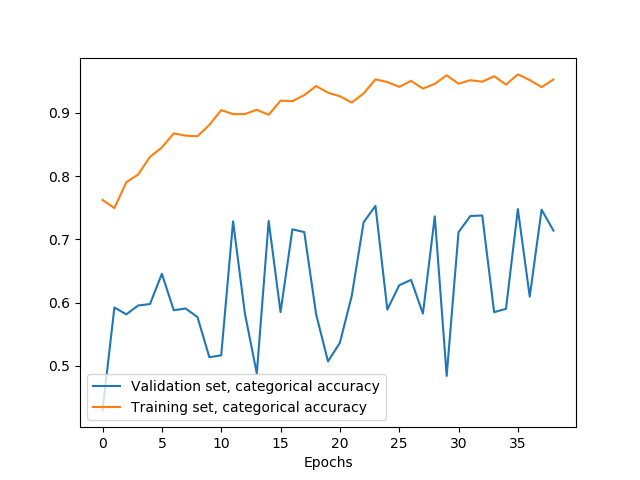 0.9
0.8
0.7
0.6
0.5
Validation set, categorical accuracy
Training set, categorical accuracy
0 5 10 15 20 25 30 35
Epochs